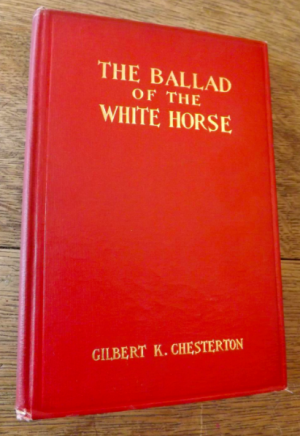 THE BALLAD
OF THE
WHITE HORSE
GILBERT K. CHESTERTON